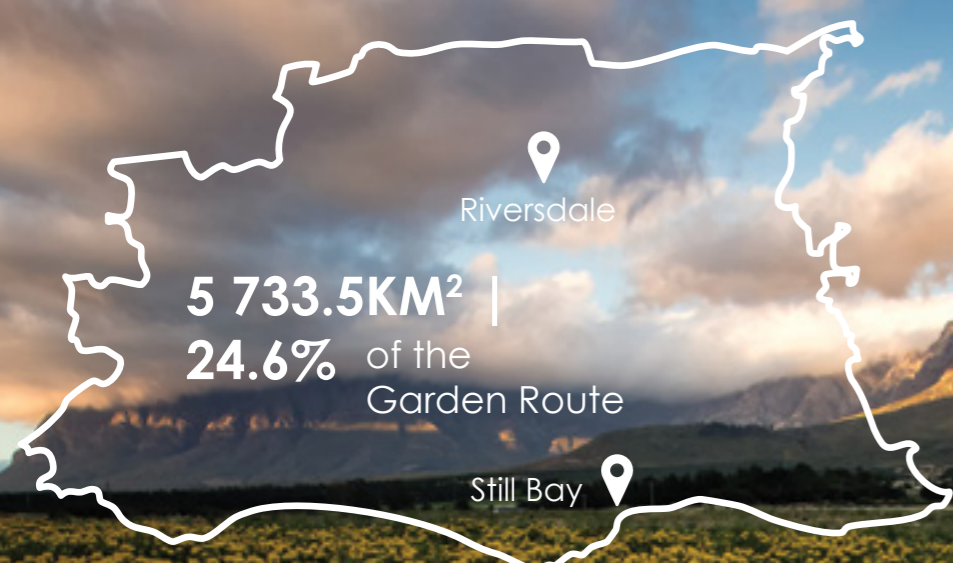 Riversdale
5 733.5KM² |
24.6% of the
Garden Route
Still Bay